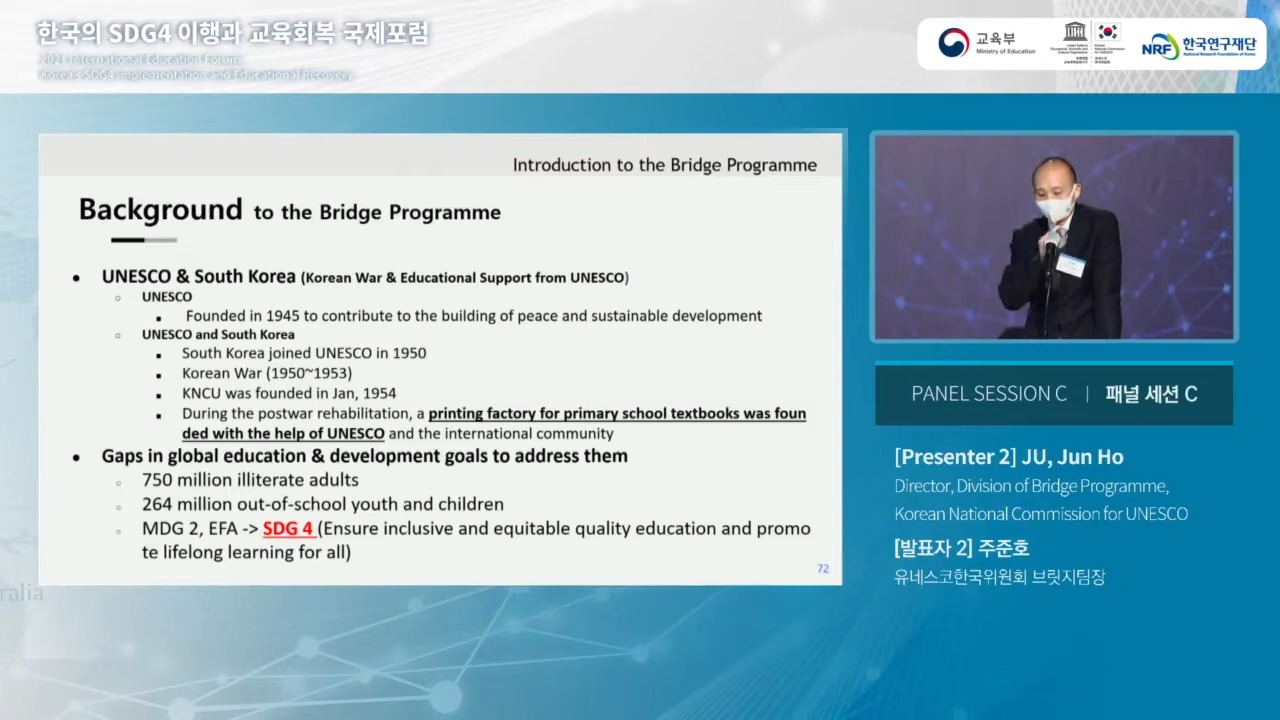 한국의 SDG4 이행과 교육회복 국제포럼
2021 International Education Forum
Korea's SDG4 Implementation and Educational Recovery
교육부
Ministry of Education
NRF 한국연구재단
National Research Foundation of Korea
Introduction to the Bridge Programme
Background to the Bridge Programme
• UNESCO & South Korea (Korean War & Educational Support from UNESCO)
○ UNESCO
▪ Founded in 1945 to contribute to the building of peace and sustainable development
○ UNESCO and South Korea
▪ South Korea joined UNESCO in 1950
▪ Korean War (1950~1953)
▪ KNCU was founded in Jan, 1954
▪ During the postwar rehabilitation, a printing factory for primary school textbooks was foun
ded with the help of UNESCO and the international community
• Gaps in global education & development goals to address them
○ 750 million illiterate adults
○ 264 million out-of-school youth and children
○ MDG 2, EFA -> SDG 4 (Ensure inclusive and equitable quality education and promo
te lifelong learning for all)
72
PANEL SESSION C | 패널 세션 C
[Presenter 2] JU, Jun Ho
Director, Division of Bridge Programme,
Korean National Commission for UNESCO
[발표자 2] 주준호
유네스코한국위원회 브릿지팀장
ralia